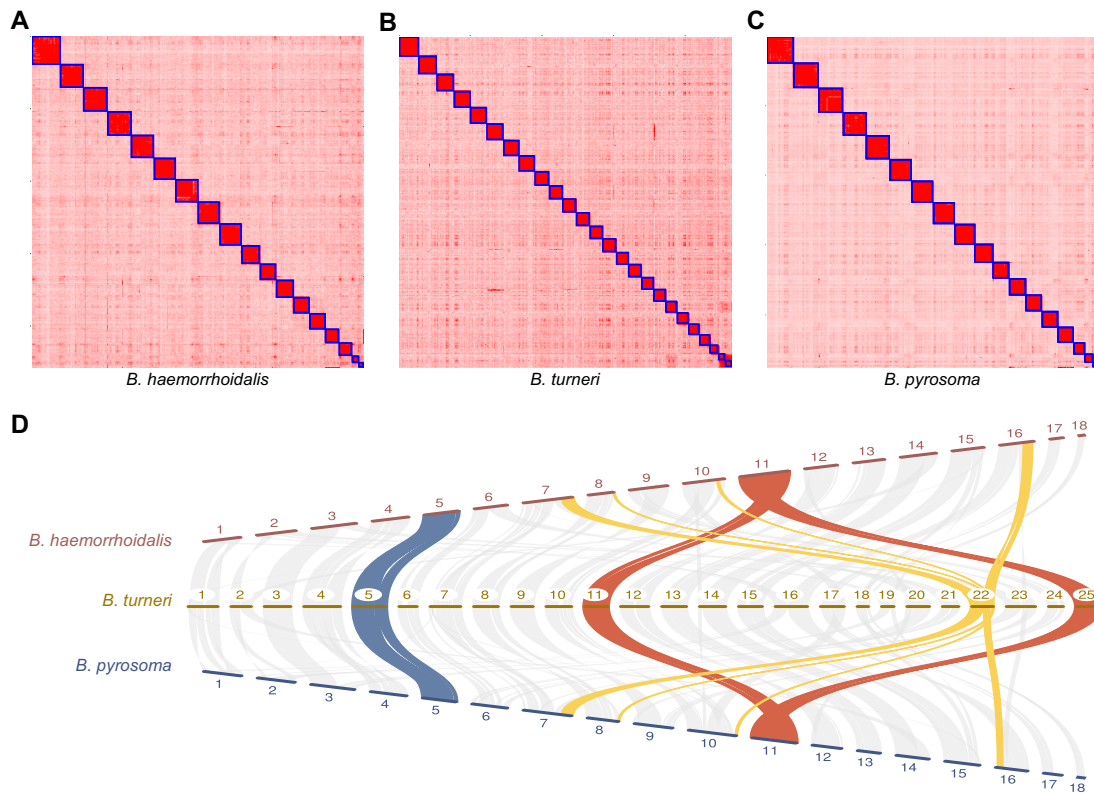 A
B
C
B. haemorrhoidalis
B. turneri
B. pyrosoma
D
1 2 3 4 5 6 7 8 9 10 11 12 13 14 15 16 17 18
B. haemorrhoidalis
B. turneri
1 2 3 4 5 6 7 8 9 10 11 12 13 14 15 16 17 18 19 20 21 22 23 24 25
B. pyrosoma
1 2 3 4 5 6 7 8 9 10 11 12 13 14 15 16 17 18